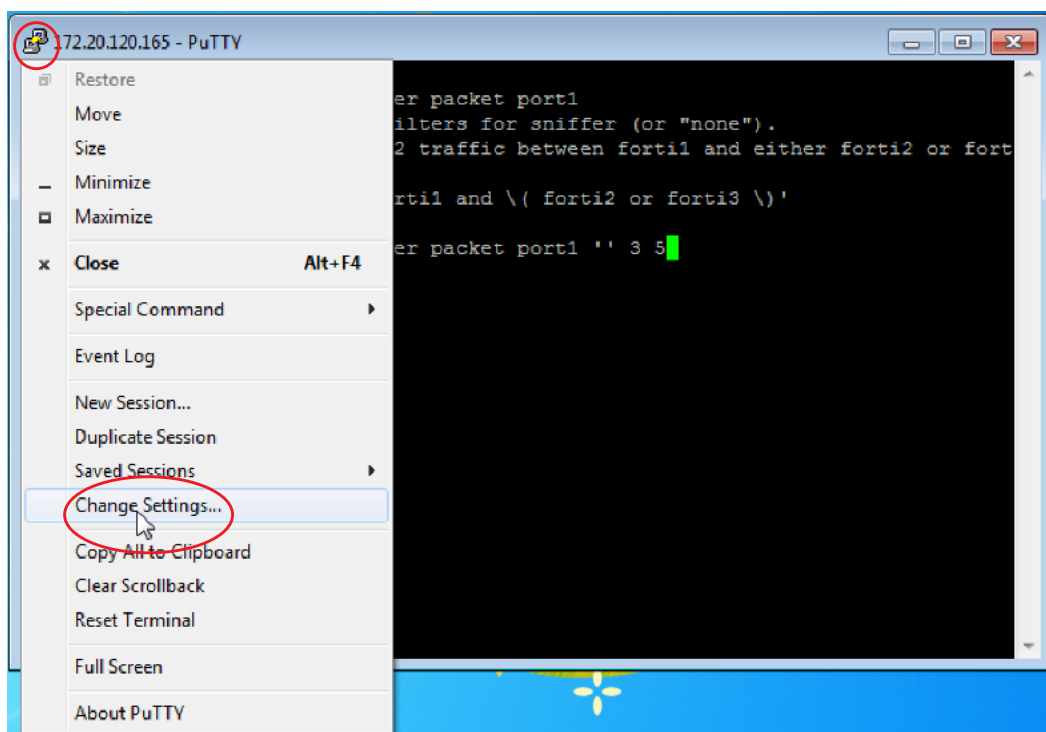 172.20.120.165 - PuTTY
Restore
Move
Size
Minimize
Maximize
Close Alt+F4
Special Command
Event Log
New Session...
Duplicate Session
Saved Sessions
Change Settings...
Copy All to Clipboard
Clear Scrollback
Reset Terminal
Full Screen
About PuTTY
er packet port1
ilters for sniffer (or "none").
2 traffic between forti1 and either forti2 or fort
rti1 and \( forti2 or forti3 \)'
er packet port1 '' 3 5